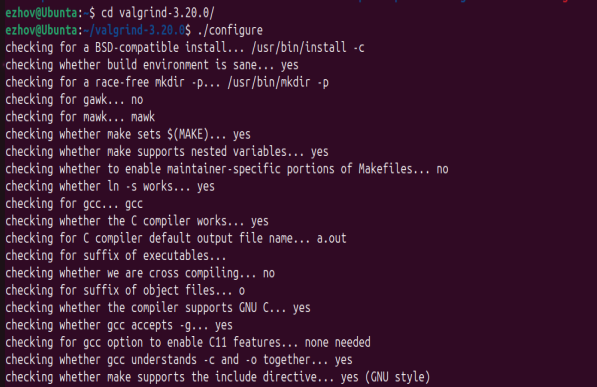 ezhov@Ubunta:~$ cd valgrind-3.20.0/
ezhov@Ubunta:~/valgrind-3.20.0$ ./configure
checking for a BSD-compatible install... /usr/bin/install -c
checking whether build environment is sane... yes
checking for a race-free mkdir -p... /usr/bin/mkdir -p
checking for gawk... no
checking for mawk... mawk
checking whether make sets $(MAKE)... yes
checking whether make supports nested variables... yes
checking whether to enable maintainer-specific portions of Makefiles... no
checking whether ln -s works... yes
checking for gcc... gcc
checking whether the C compiler works... yes
checking for C compiler default output file name... a.out
checking for suffix of executables...
checking whether we are cross compiling... no
checking for suffix of object files... o
checking whether the compiler supports GNU C... yes
checking whether gcc accepts -g... yes
checking for gcc option to enable C11 features... none needed
checking whether gcc understands -c and -o together... yes
checking whether make supports the include directive... yes (GNU style)